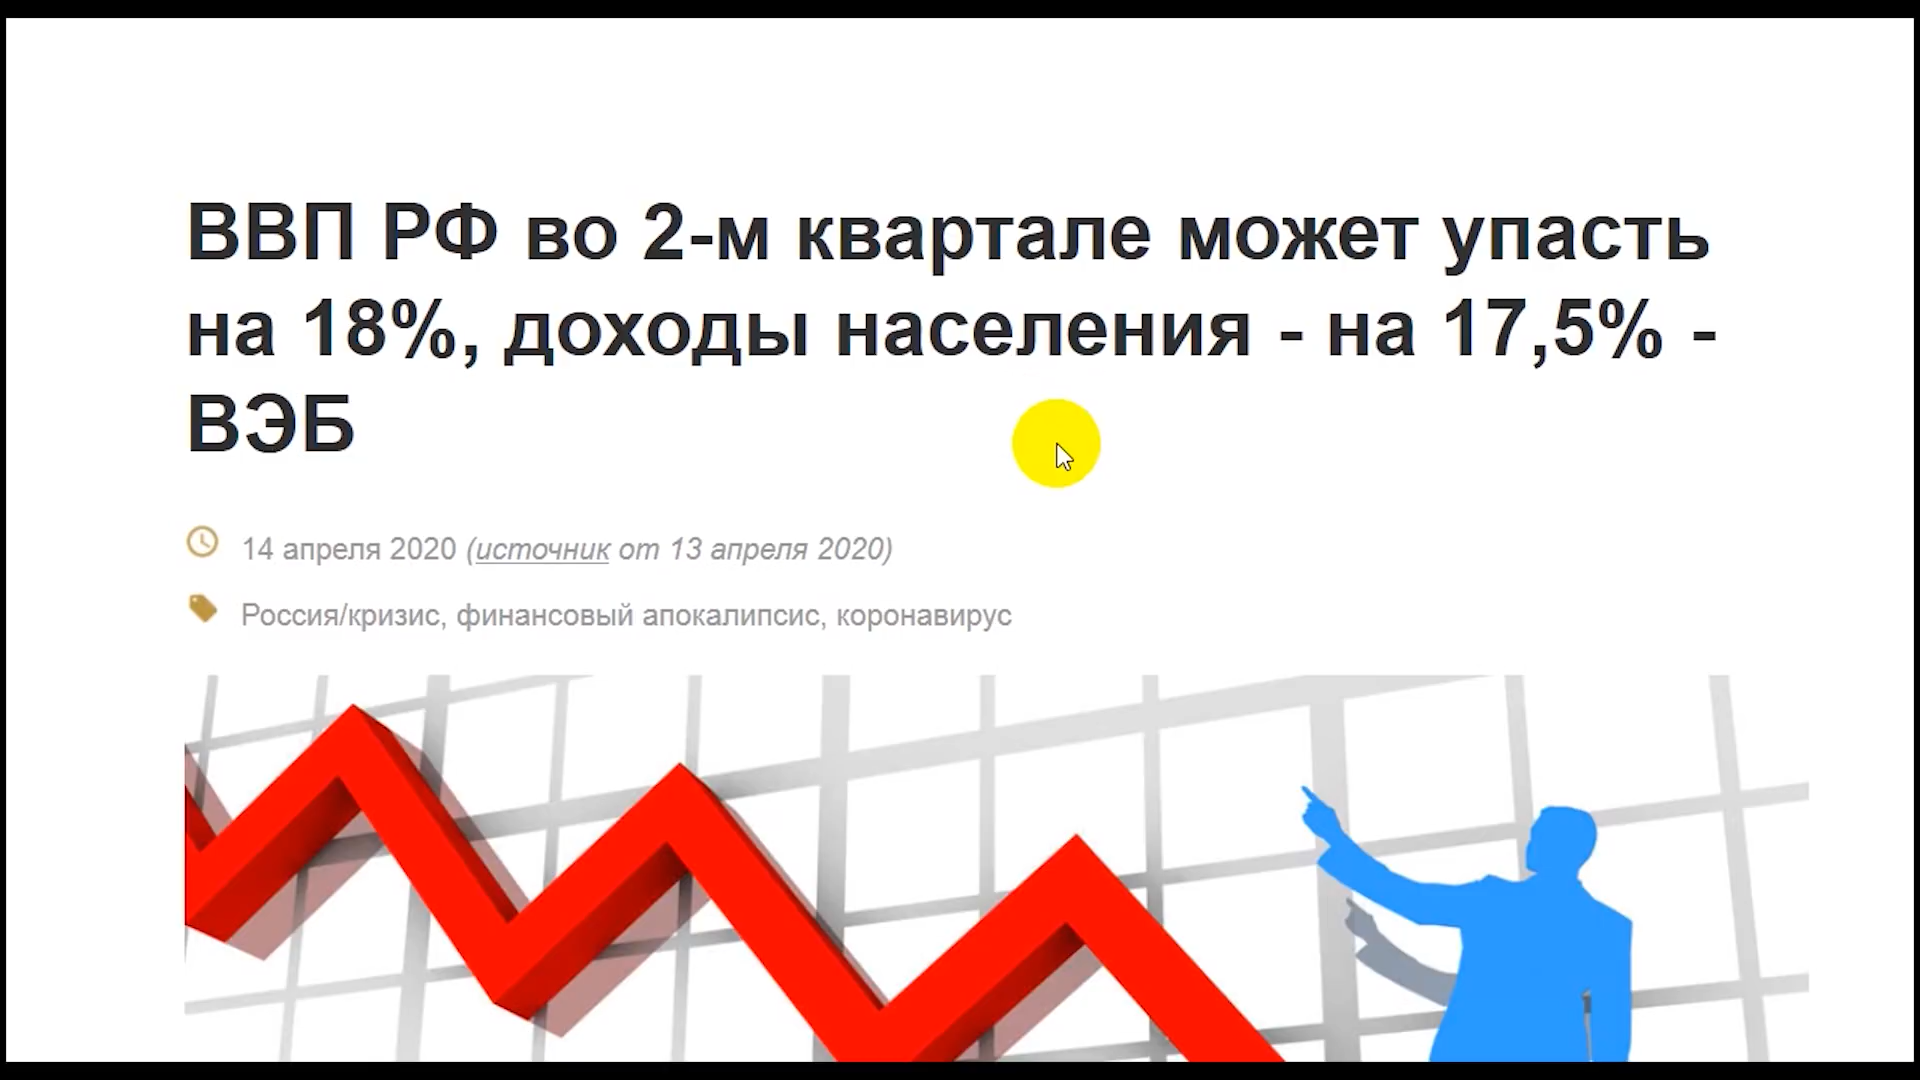 ВВП РФ во 2-м квартале может упасть
на 18%, доходы населения - на 17,5% -
ВЭБ
14 апреля 2020 (источник от 13 апреля 2020)
Россия/кризис, финансовый апокалипсис, коронавирус